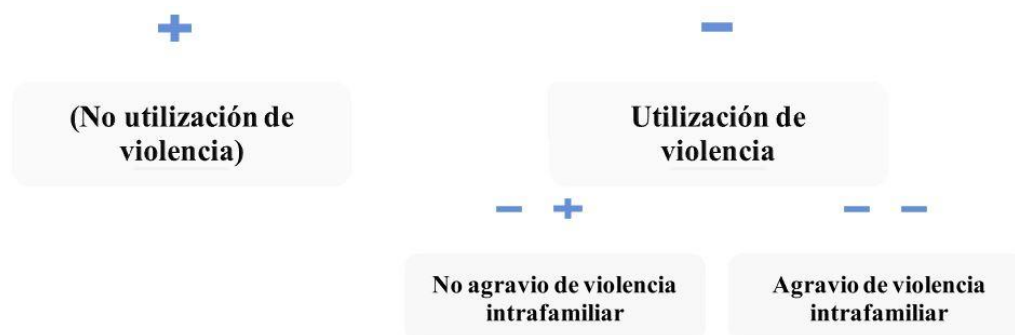 +
−
(No utilización de
violencia)
Utilización de
violencia
− +
− −
No agravio de violencia
intrafamiliar
Agravio de violencia
intrafamiliar